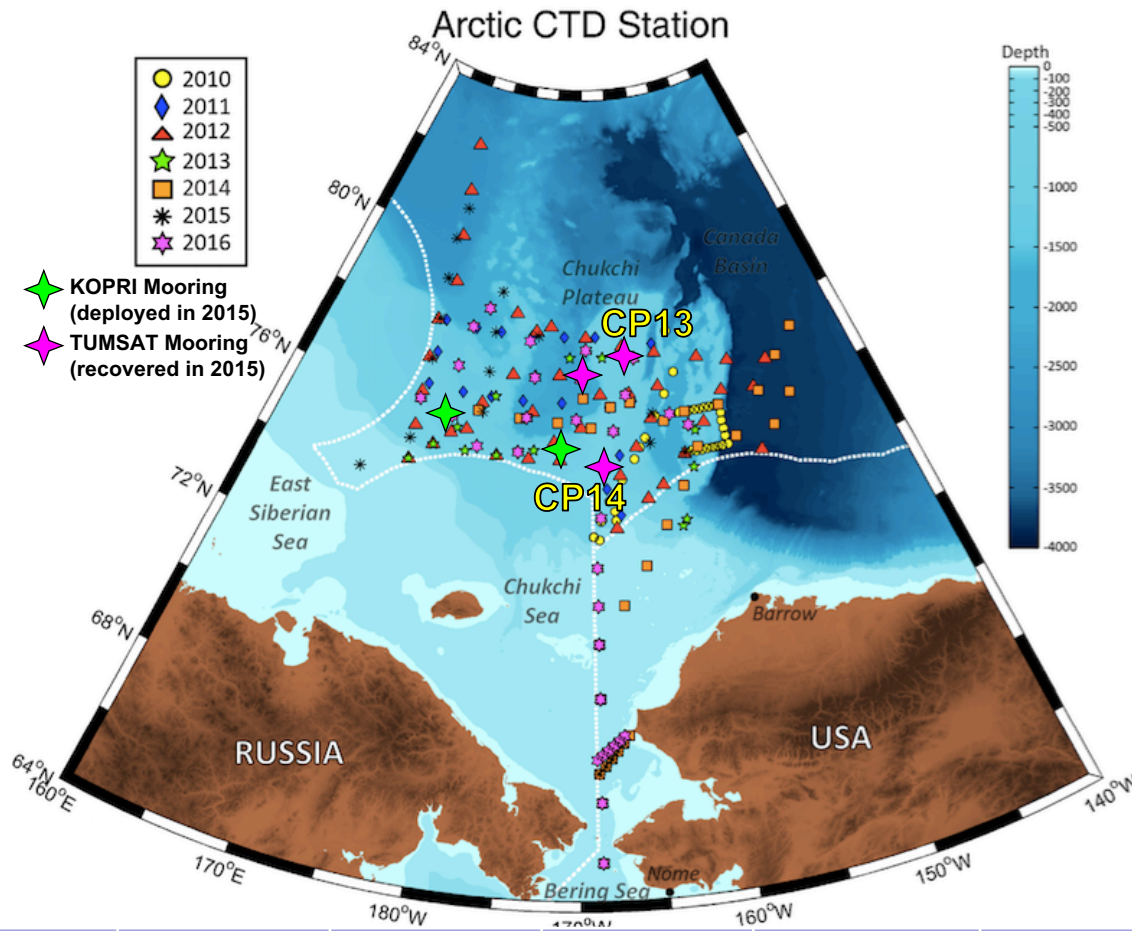 Arctic CTD Station
84°N
80°N
76°N
72°N
68°N
64°N
160°E
170°E
180°W
170°W
160°W
150°W
140°W
2010
2011
2012
2013
2014
2015
2016
KOPRI Mooring
(deployed in 2015)
TUMSAT Mooring
(recovered in 2015)
Depth
0
-100
-200
-300
-400
-500
-1000
-1500
-2000
-2500
-3000
-3500
-4000
Canada
Basin
Chukchi
Plateau
CP13
CP14
East
Siberian
Sea
Chukchi
Sea
Barrow
RUSSIA
USA
Nome
Bering Sea